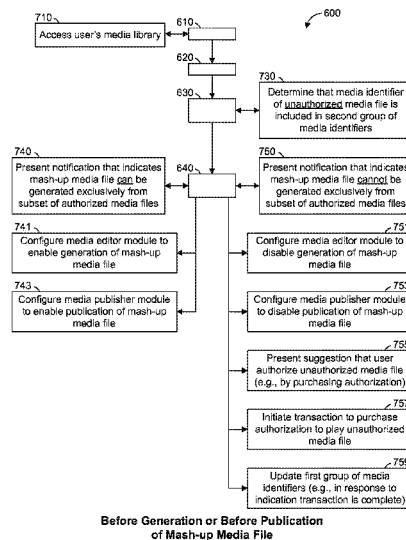 600
710
Access user's media library
610
620
630
730
Determine that media identifier
of unauthorized media file is
included in second group of
media identifiers
740
Present notification that indicates
mash-up media file can be
generated exclusively from
subset of authorized media files
640
750
Present notification that indicates
mash-up media file cannot be
generated exclusively from
subset of authorized media files
741
Configure media editor module to
enable generation of mash-up
media file
751
Configure media editor module to
disable generation of mash-up
media file
743
Configure media publisher module
to enable publication of mash-up
media file
753
Configure media publisher module
to disable publication of mash-up
media file
755
Present suggestion that user
authorize unauthorized media file
(e.g., by purchasing authorization)
757
Initiate transaction to purchase
authorization to play unauthorized
media file
759
Update first group of media
identifiers (e.g., in response to
indication transaction is complete)
Before Generation or Before Publication
of Mash-up Media File